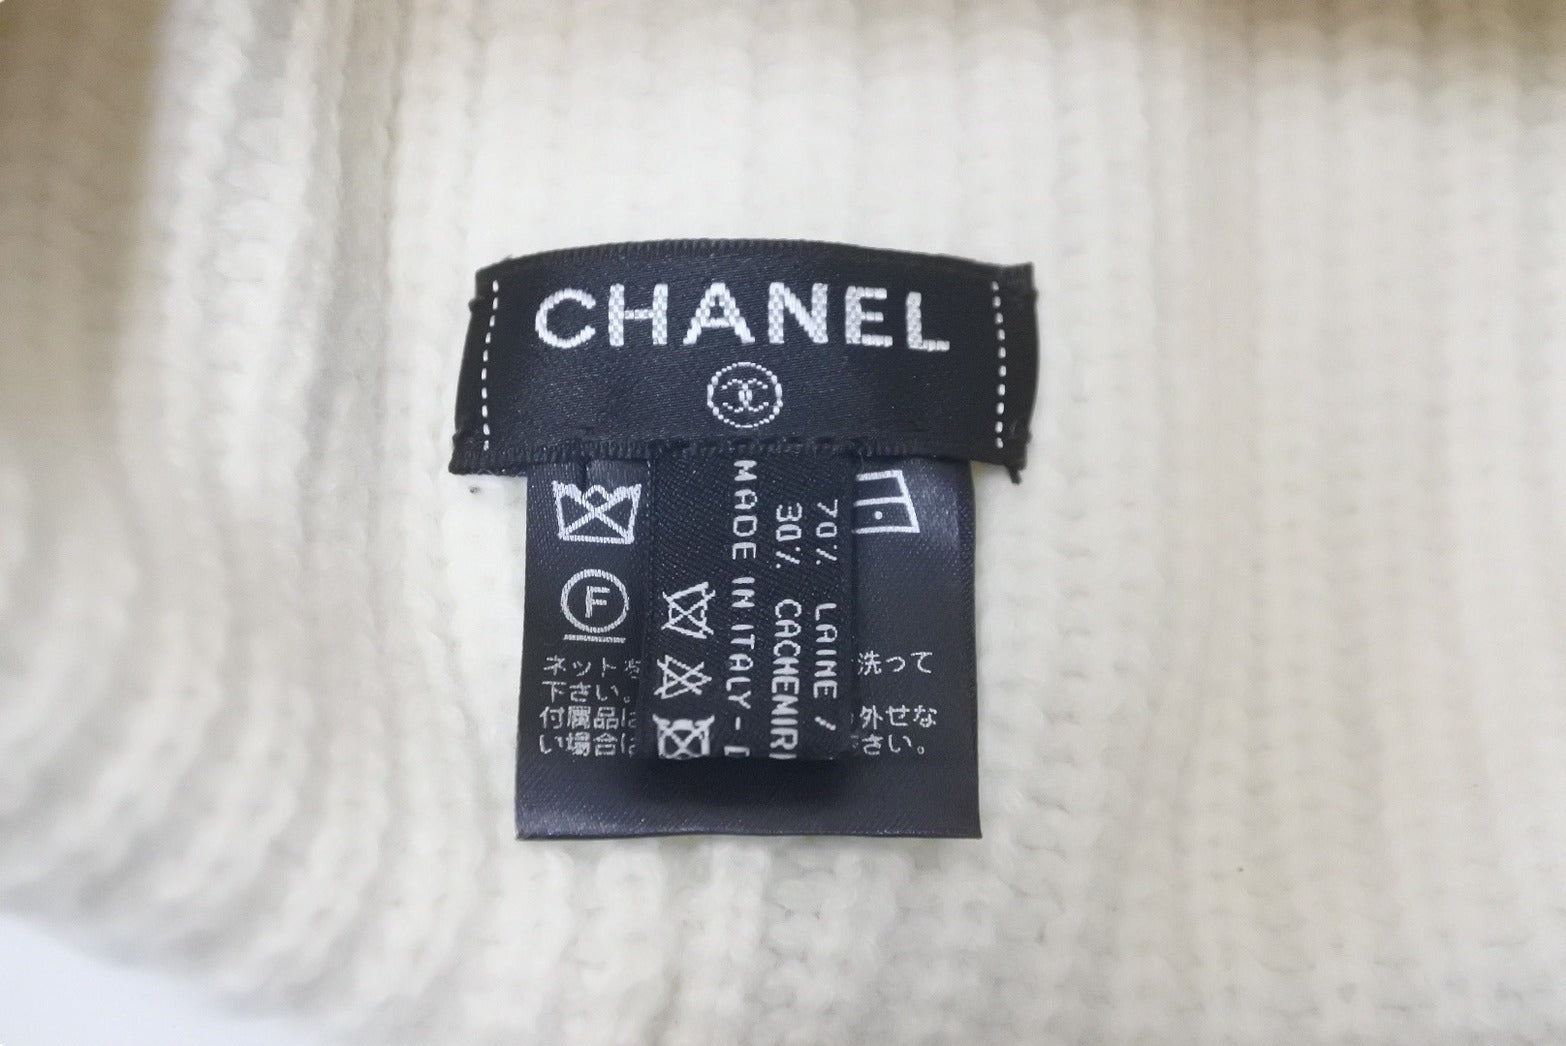 CHANEL
70% LAINE /
30% CACHEMIR
MADE IN ITALY -
F
ネット
洗って
下さい。
付属品は
外せな
い場合は
さい。